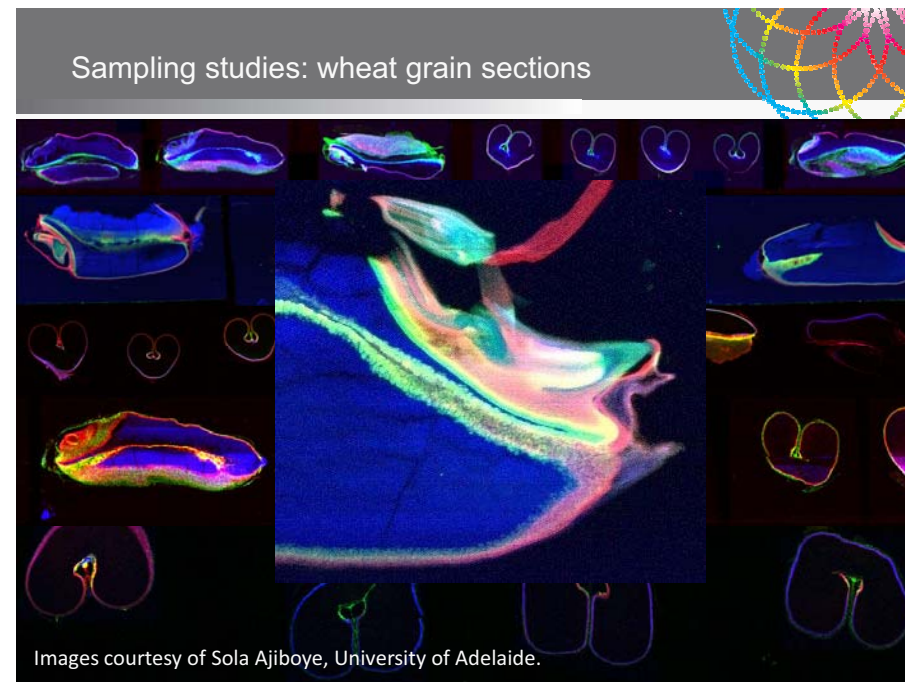 Sampling studies: wheat grain sections
Images courtesy of Sola Ajiboye, University of Adelaide.